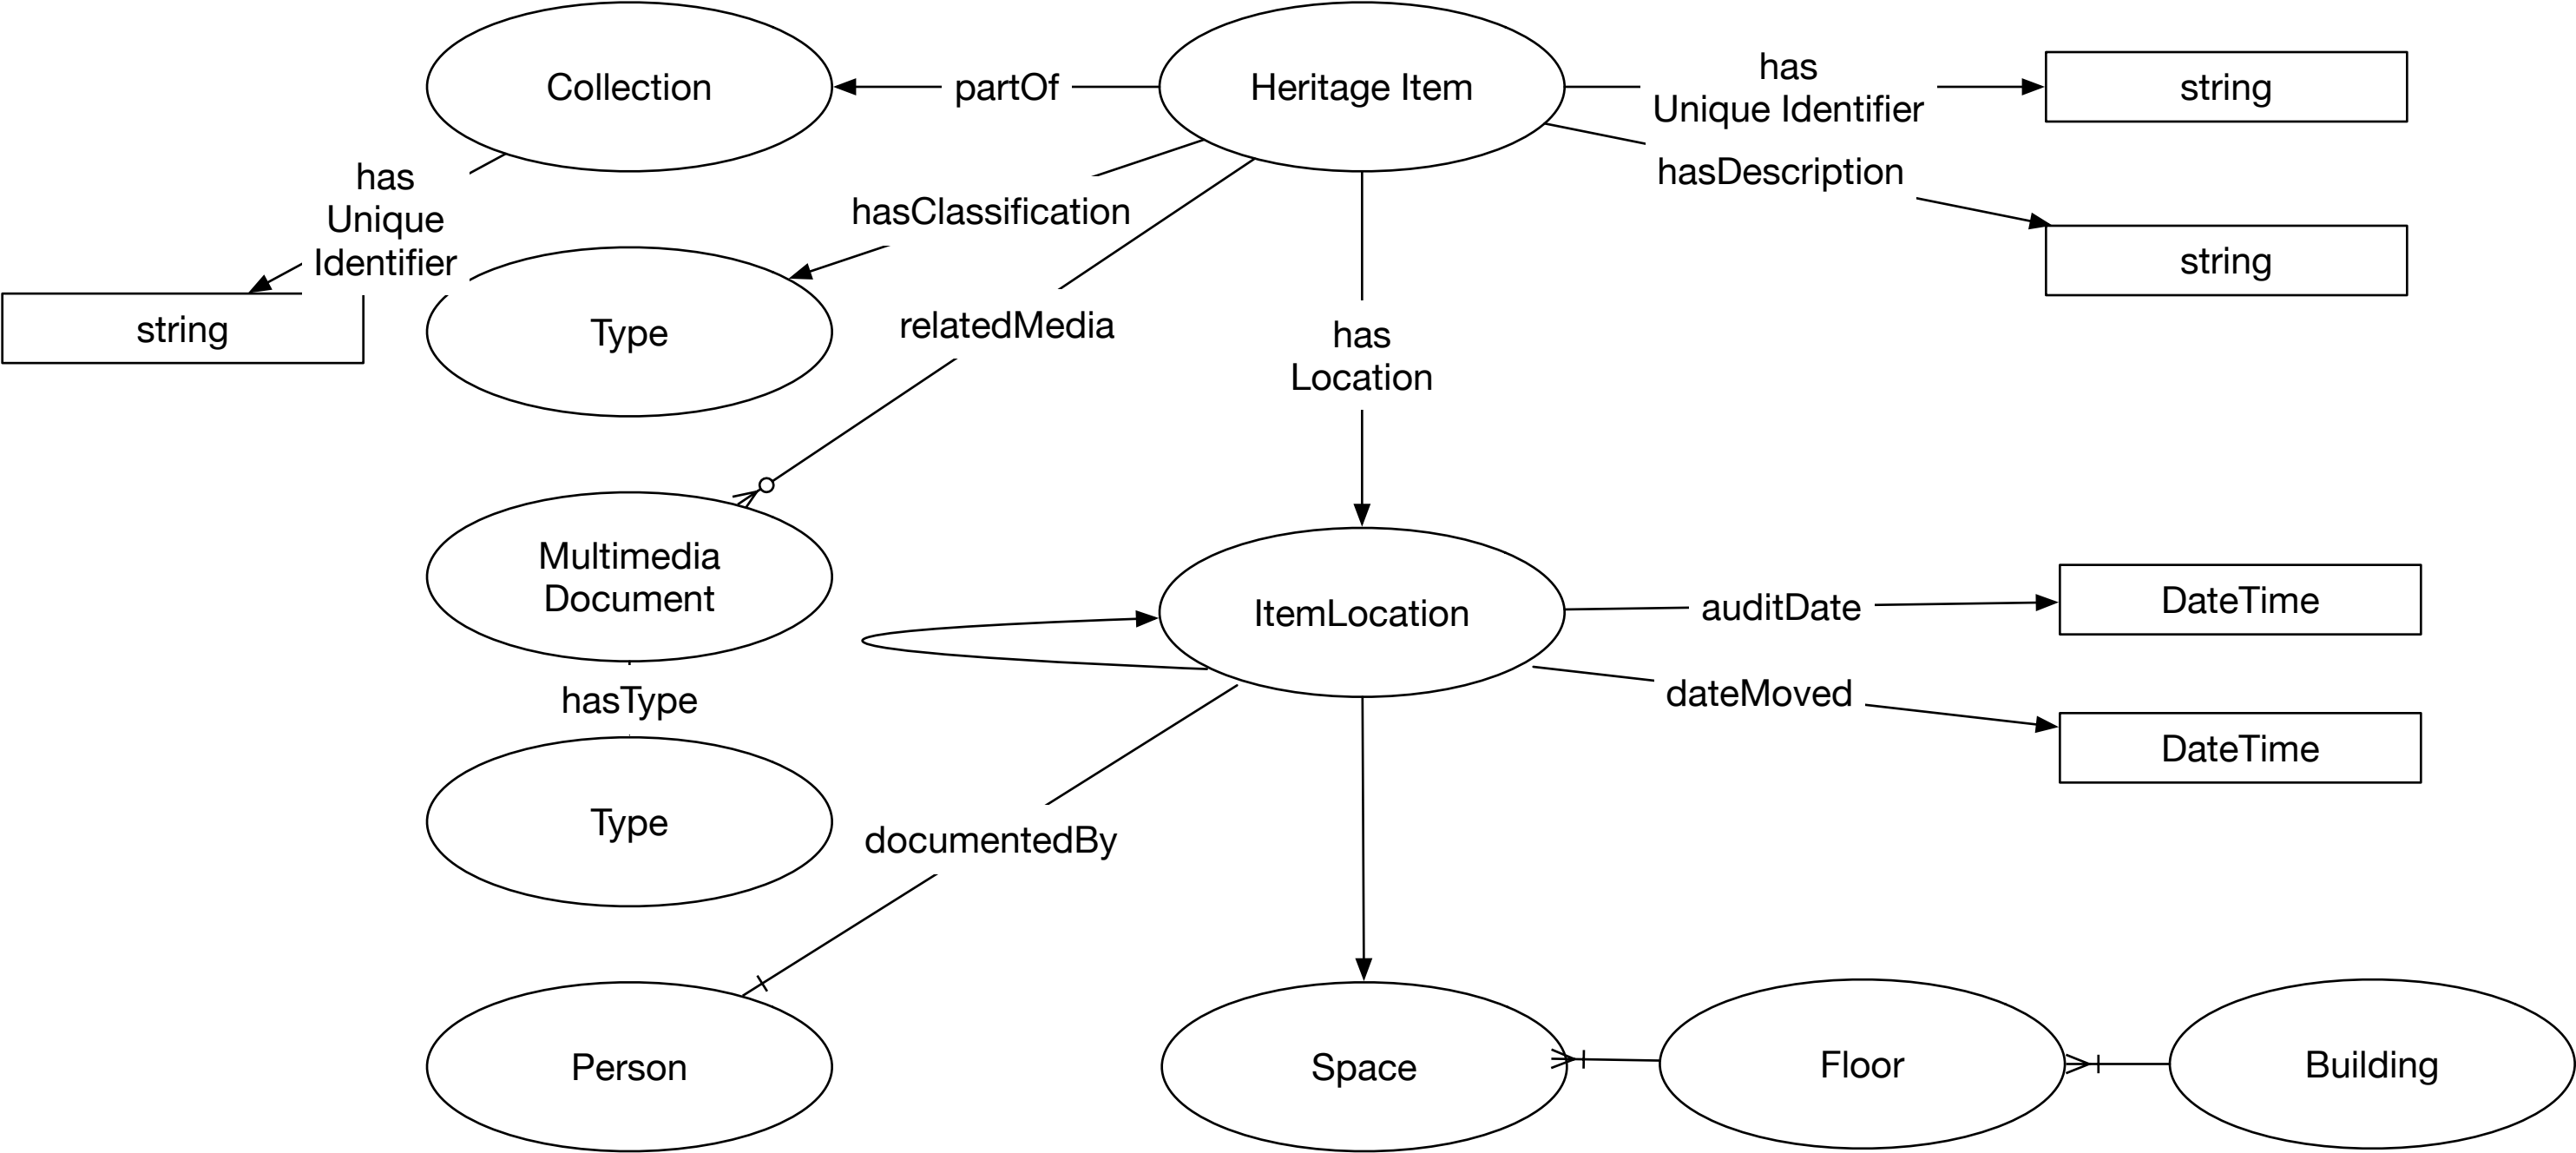 Collection
partOf
Heritage Item
has
Unique Identifier
string
hasDescription
string
has
Unique
Identifier
string
hasClassification
Type
relatedMedia
has
Location
Multimedia
Document
ItemLocation
auditDate
DateTime
hasType
dateMoved
DateTime
Type
documentedBy
Person
Space
Floor
Building